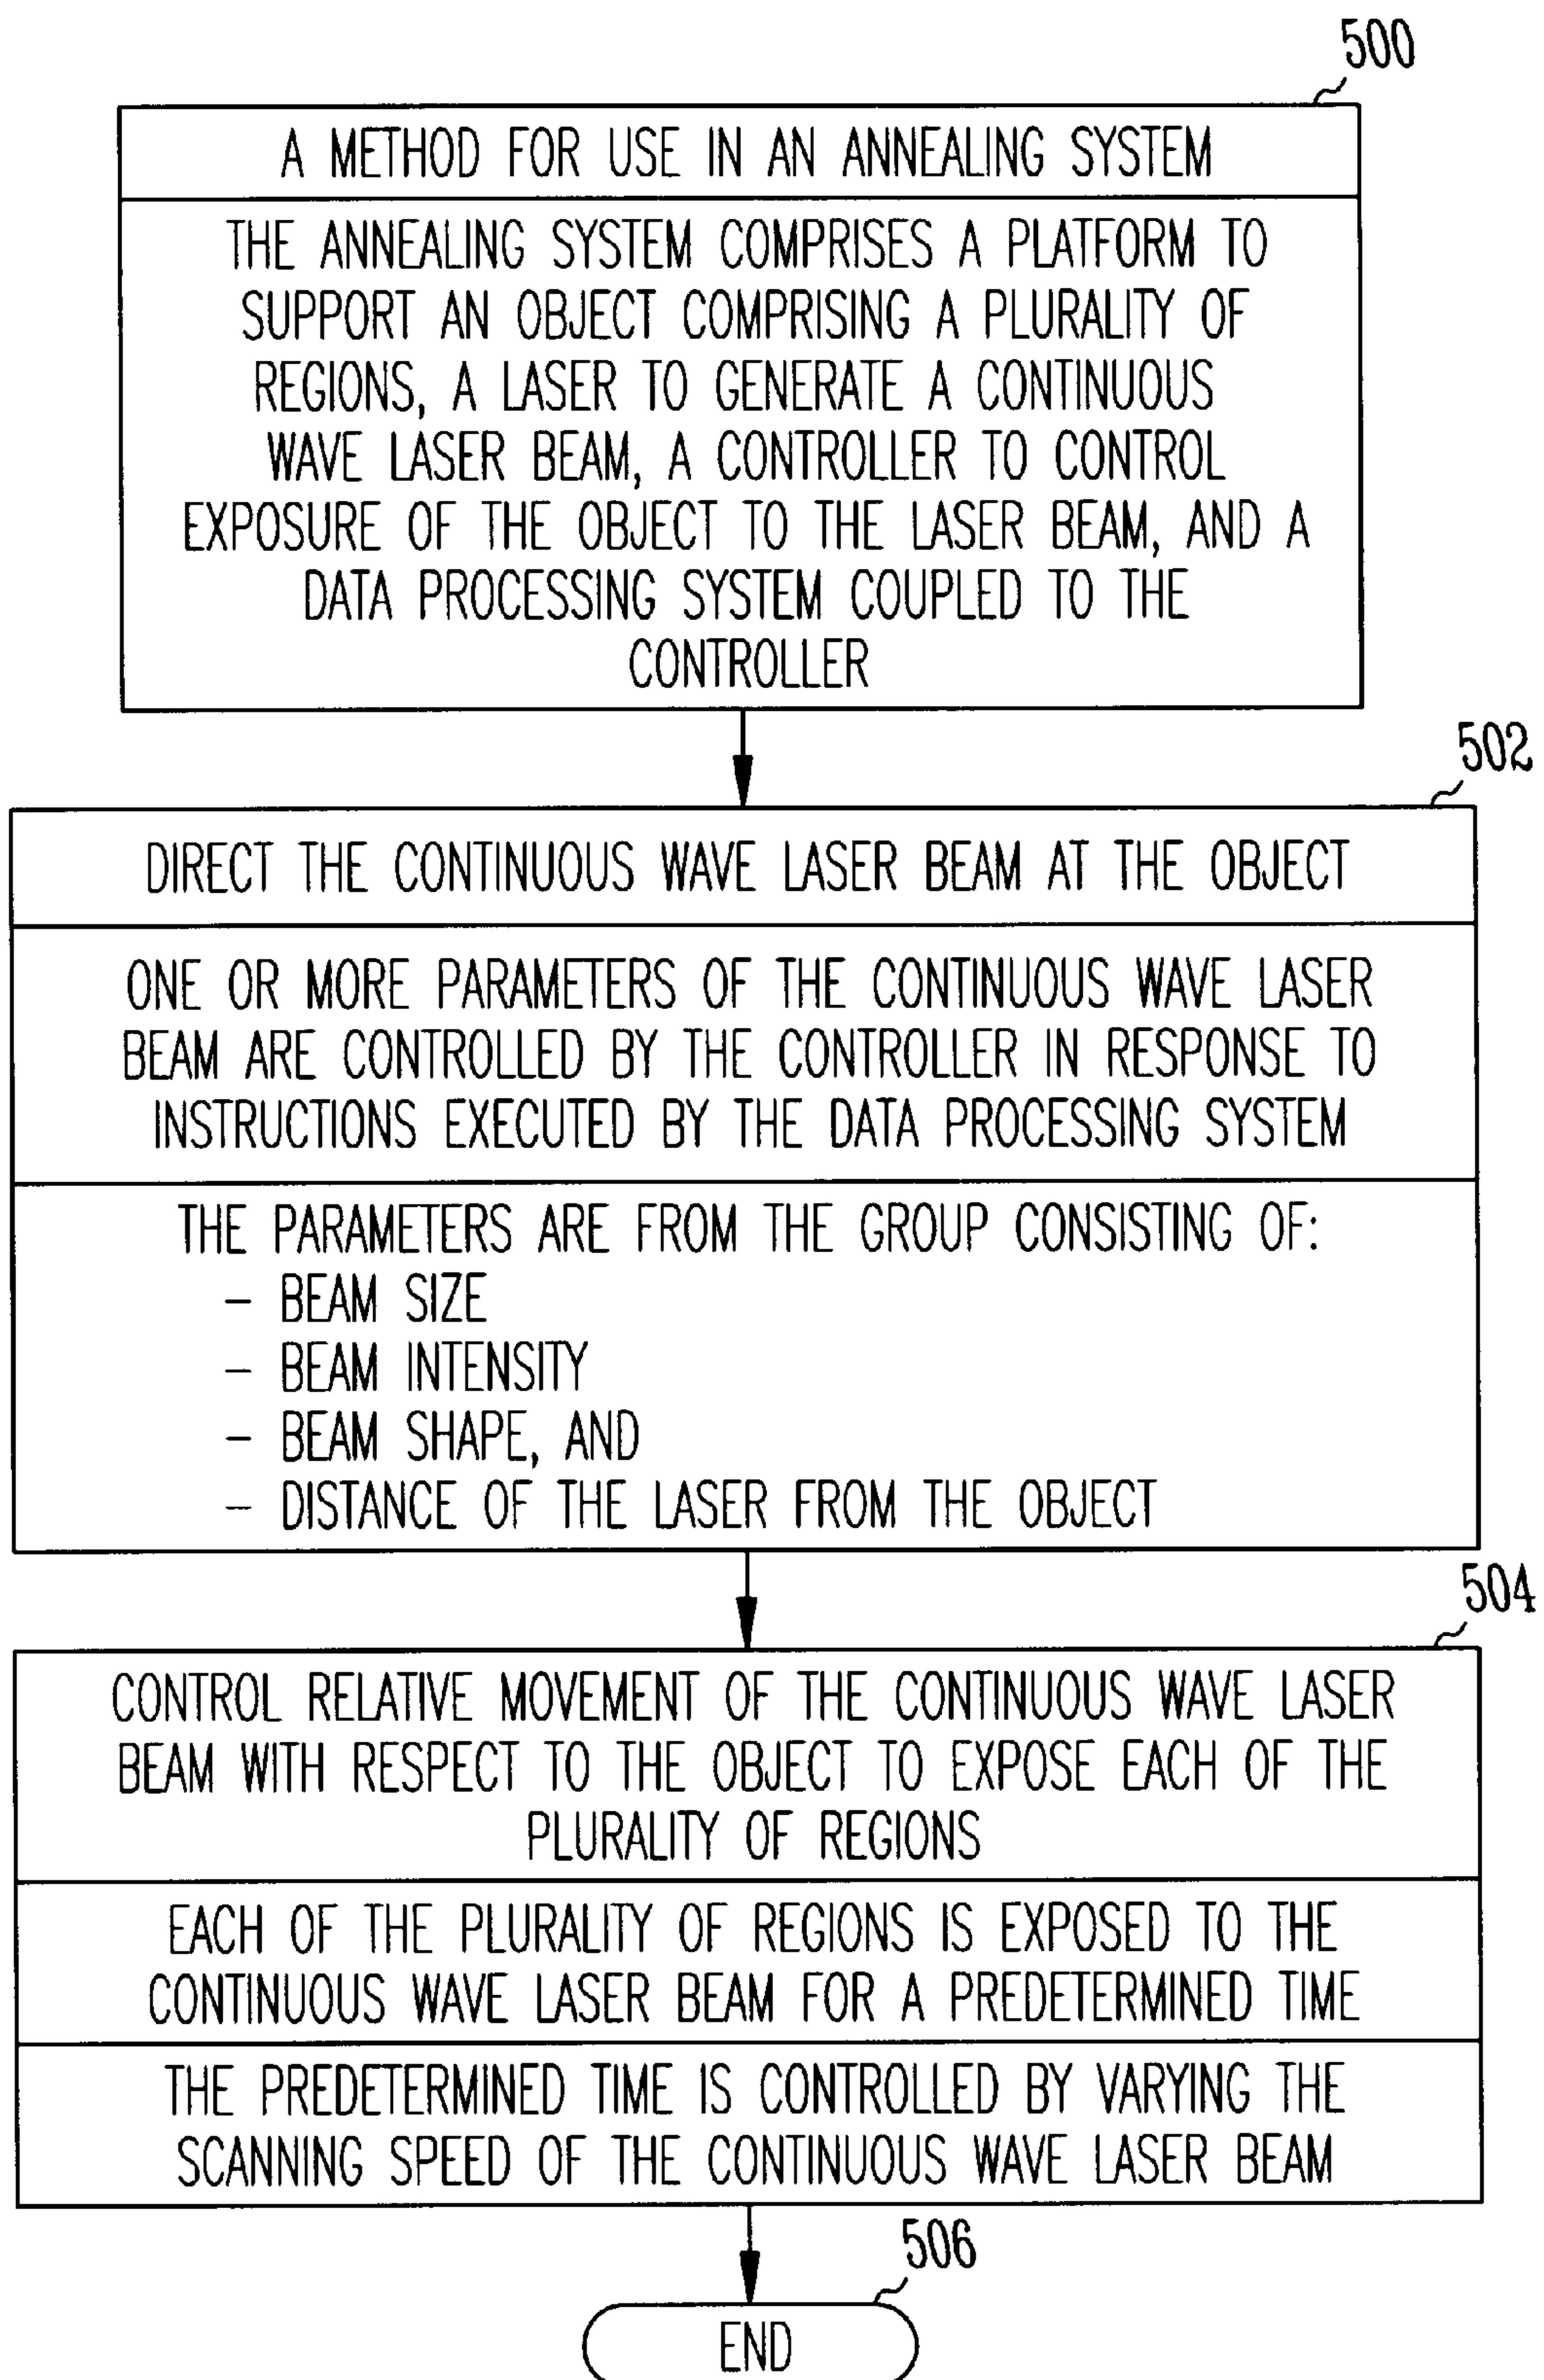 500
A METHOD FOR USE IN AN ANNEALING SYSTEM
THE ANNEALING SYSTEM COMPRISES A PLATFORM TO
SUPPORT AN OBJECT COMPRISING A PLURALITY OF
REGIONS, A LASER TO GENERATE A CONTINUOUS
WAVE LASER BEAM, A CONTROLLER TO CONTROL
EXPOSURE OF THE OBJECT TO THE LASER BEAM, AND A
DATA PROCESSING SYSTEM COUPLED TO THE
CONTROLLER
502
DIRECT THE CONTINUOUS WAVE LASER BEAM AT THE OBJECT
ONE OR MORE PARAMETERS OF THE CONTINUOUS WAVE LASER
BEAM ARE CONTROLLED BY THE CONTROLLER IN RESPONSE TO
INSTRUCTIONS EXECUTED BY THE DATA PROCESSING SYSTEM
THE PARAMETERS ARE FROM THE GROUP CONSISTING OF:
– BEAM SIZE
– BEAM INTENSITY
– BEAM SHAPE, AND
– DISTANCE OF THE LASER FROM THE OBJECT
504
CONTROL RELATIVE MOVEMENT OF THE CONTINUOUS WAVE LASER
BEAM WITH RESPECT TO THE OBJECT TO EXPOSE EACH OF THE
PLURALITY OF REGIONS
EACH OF THE PLURALITY OF REGIONS IS EXPOSED TO THE
CONTINUOUS WAVE LASER BEAM FOR A PREDETERMINED TIME
THE PREDETERMINED TIME IS CONTROLLED BY VARYING THE
SCANNING SPEED OF THE CONTINUOUS WAVE LASER BEAM
506
END